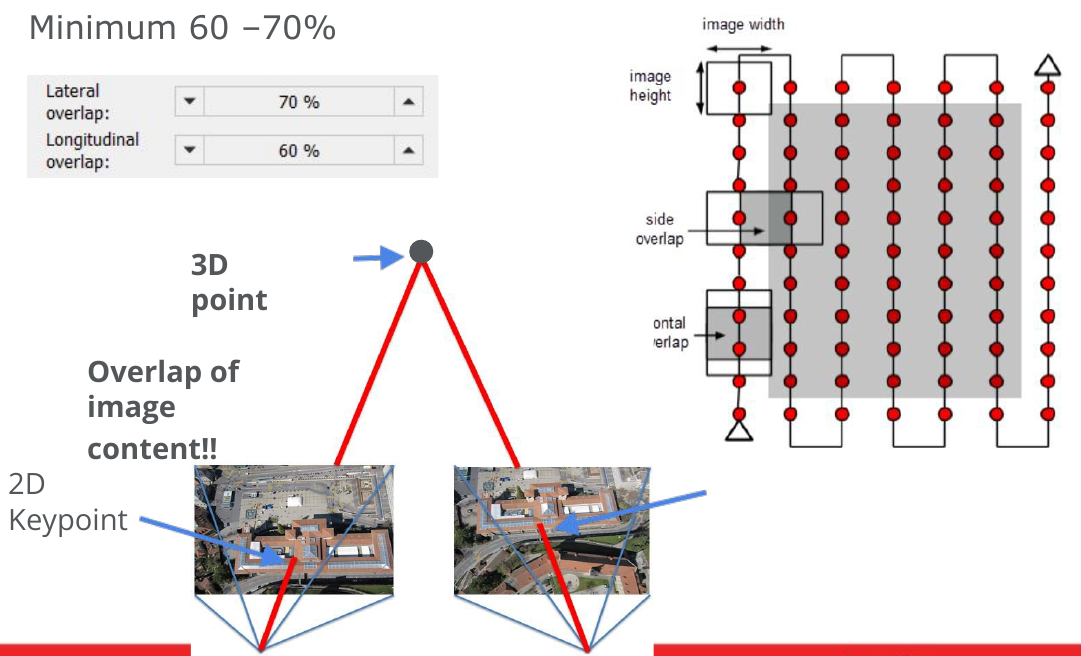 Minimum 60 –70%
Lateral
overlap:
70 %
Longitudinal
overlap:
60 %
3D
point
Overlap of
image
content!!
2D
Keypoint
image width
image
height
side
overlap
ontal
erlap